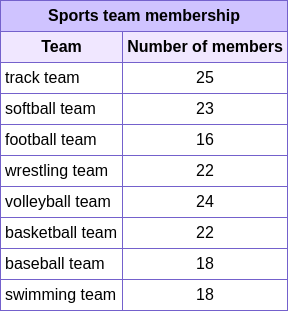 Sports team membership
Team Number of members
track team 25
softball team 23
football team 16
wrestling team 22
volleyball team 24
basketball team 22
baseball team 18
swimming team 18